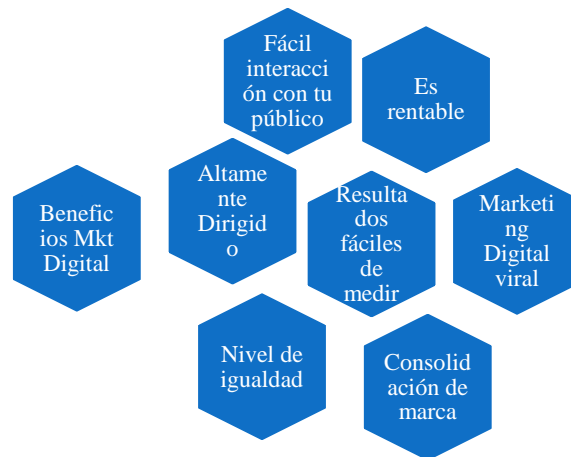 Fácil
interacci
ón con tu
público
Es
rentable
Altame
nte
Dirigid
o
Resulta
dos
fáciles
de
medir
Marketi
ng
Digital
viral
Benefic
ios Mkt
Digital
Nivel de
igualdad
Consolid
ación de
marca